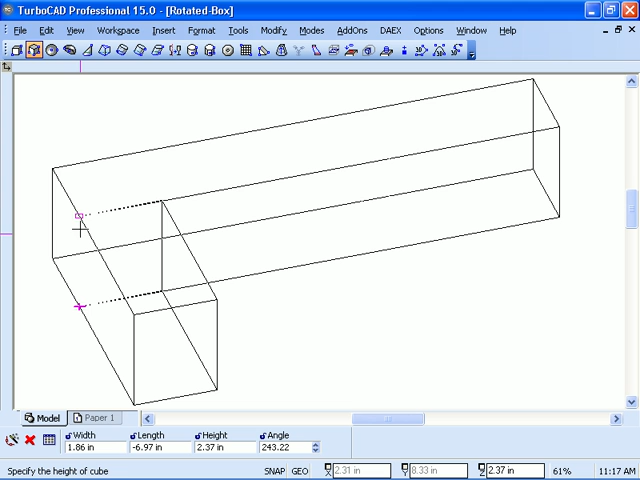 TurboCAD Professional 15.0 - [Rotated-Box]
File Edit View Workspace Insert Format Tools Modify Modes AddOns DAEX Options Window Help
Model Paper 1
Width Length Height Angle
1.86 in -6.97 in 2.37 in 243.22
Specify the height of cube SNAP GEO X 2.31 in Y 8.33 in Z 2.37 in 61% 11:17 AM